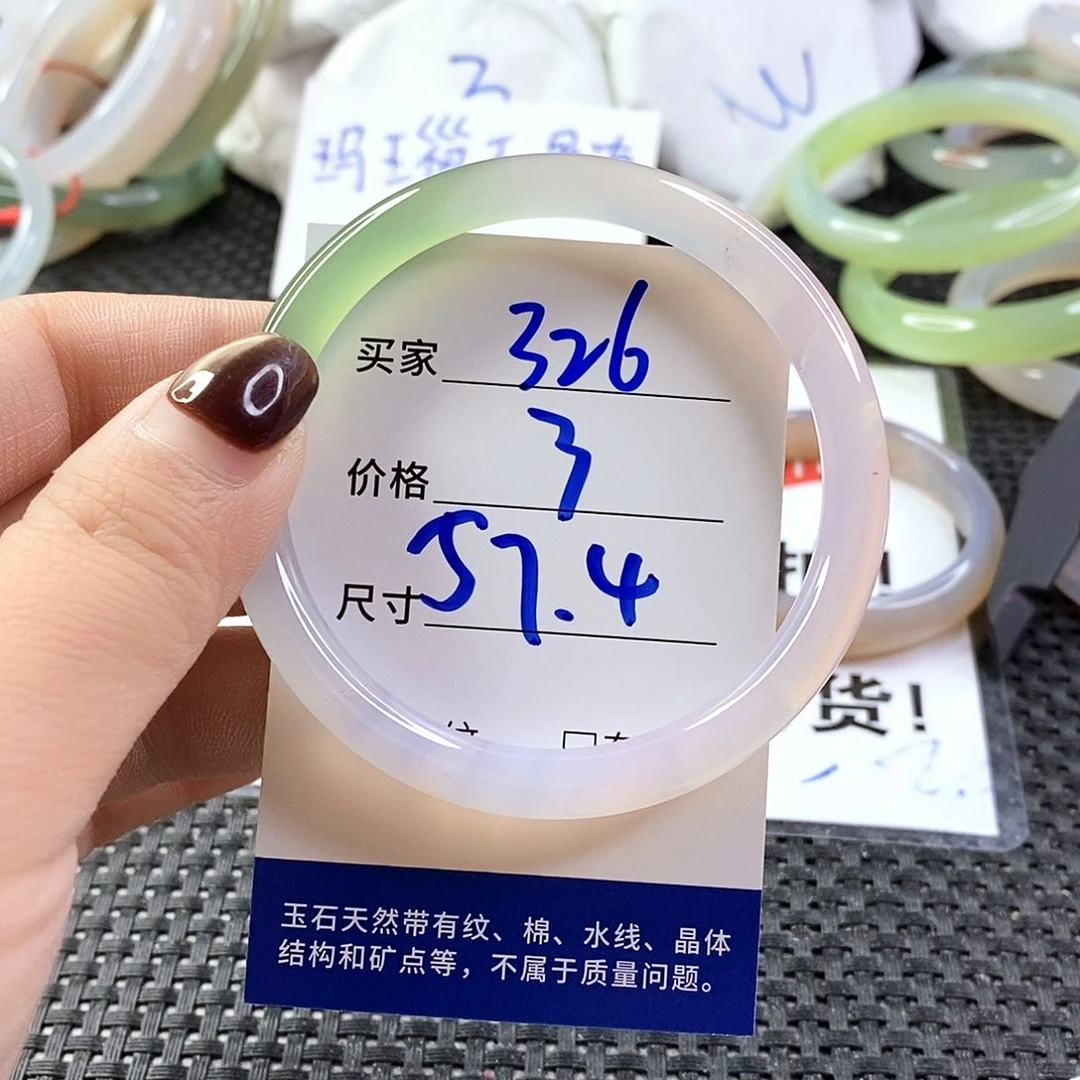 3
W
买家 326
价格 3
尺寸 57.4
货！
玉石天然带有纹、棉、水线、晶体
结构和矿点等，不属于质量问题。